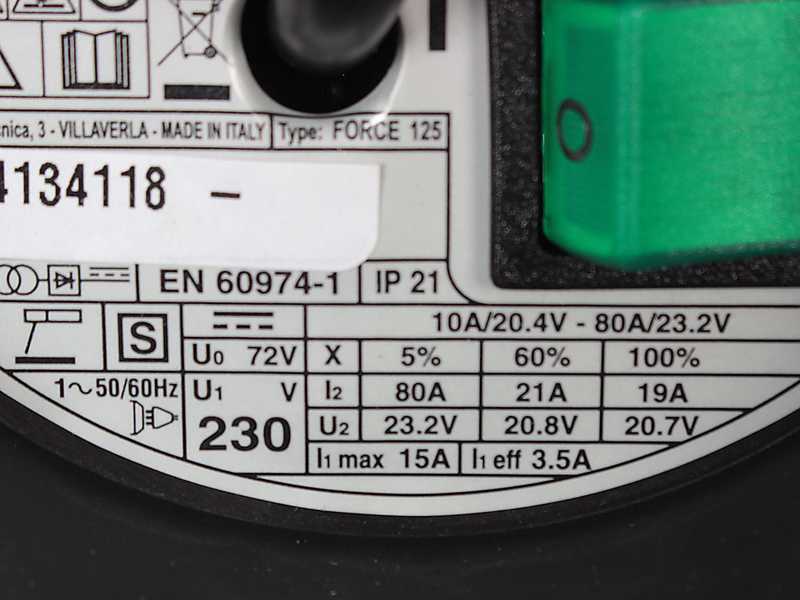 3 - VILLAVERLA - MADE IN ITALY
Type: FORCE 125
4134118 -
EN 60974-1
IP 21
S
10A/20.4V - 80A/23.2V
U0 72V
X 5% 60% 100%
1~50/60Hz
U1 V
230
I2 80A 21A 19A
U2 23.2V 20.8V 20.7V
I1 max 15A
I1 eff 3.5A
O